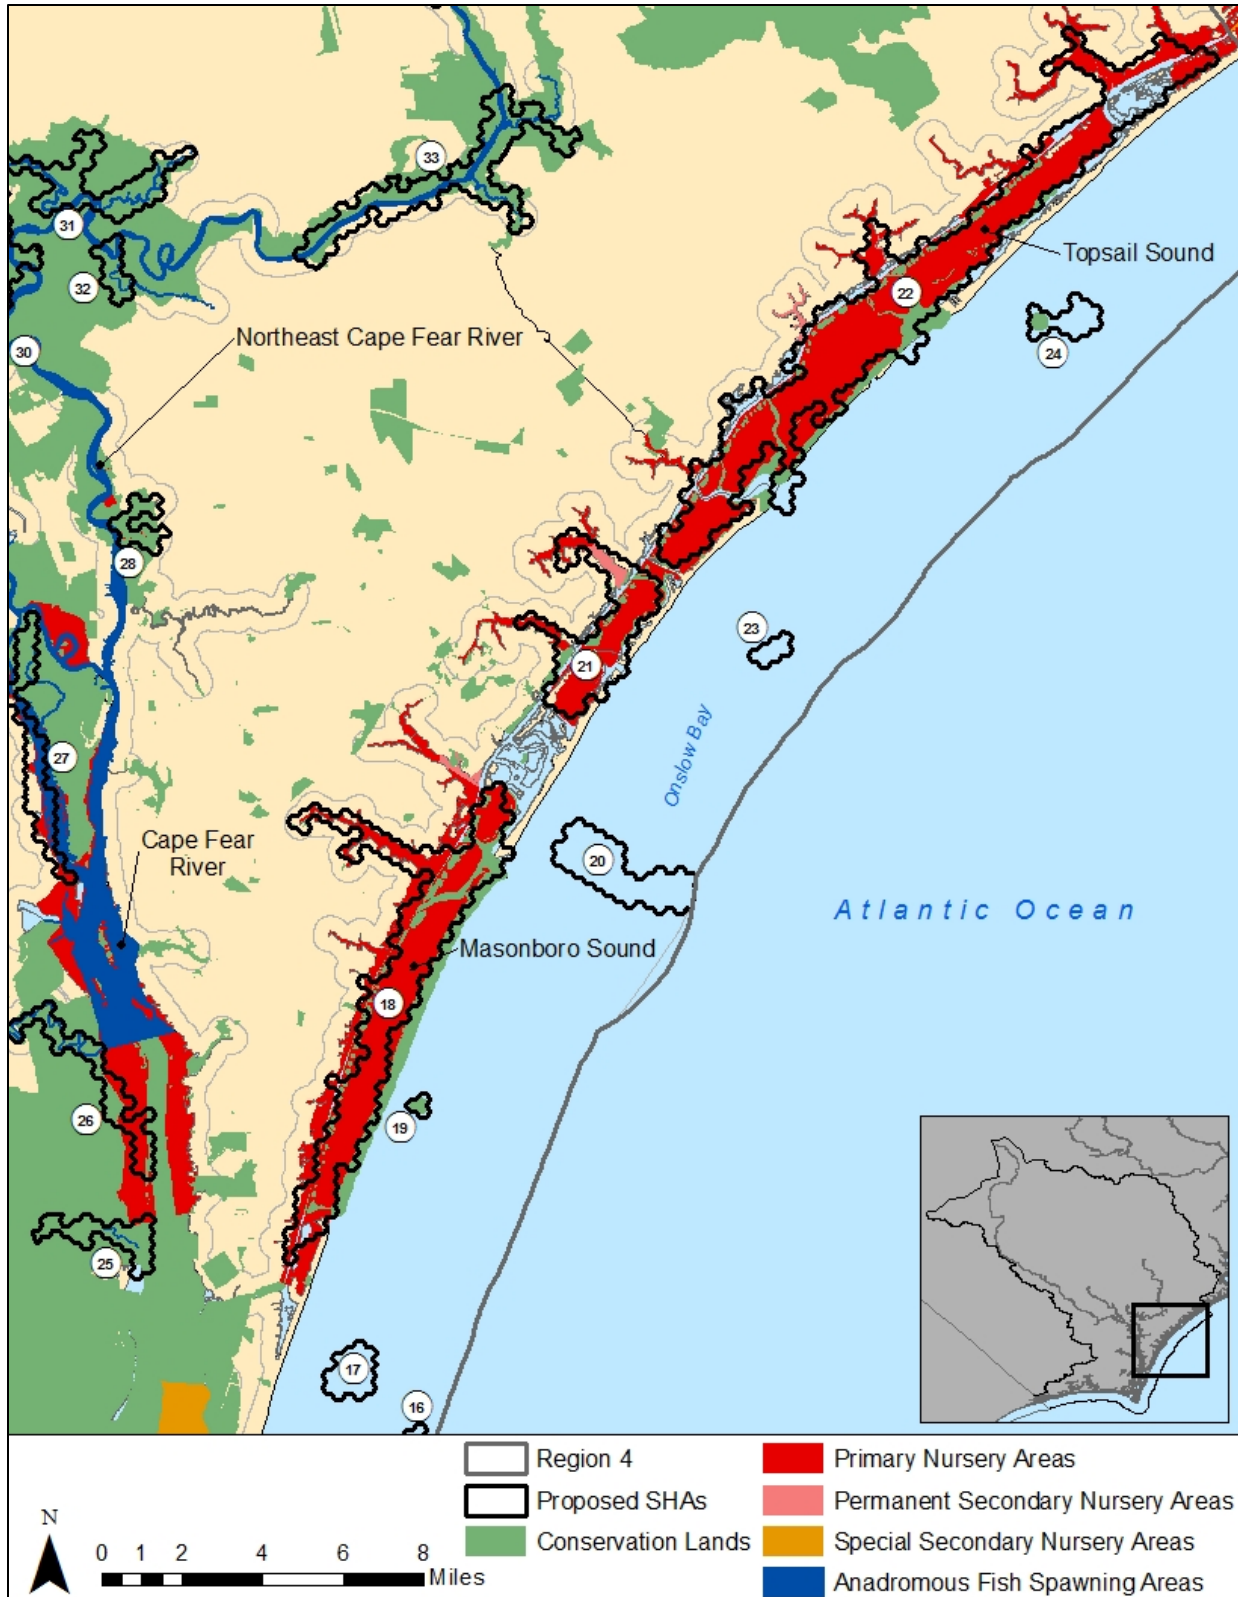 33
31
Topsail Sound
22
32
24
Northeast Cape Fear River
30
28
23
21
27
Onslow Bay
Cape Fear
River
20
Atlantic Ocean
Masonboro Sound
18
26
19
25
17
16
Region 4
Proposed SHAs
Conservation Lands
Primary Nursery Areas
Permanent Secondary Nursery Areas
Special Secondary Nursery Areas
Anadromous Fish Spawning Areas
N
0 1 2 4 6 8
Miles